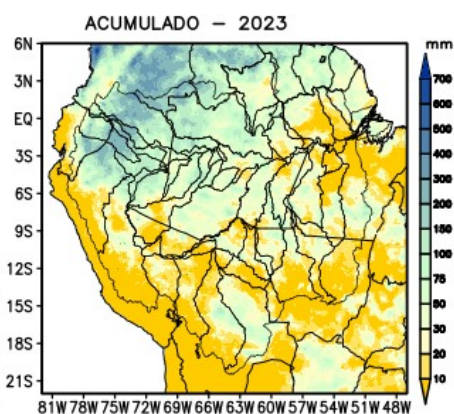 ACUMULADO – 2023
mm
6N
3N
EQ
3S
6S
9S
12S
15S
18S
21S
700
500
400
300
200
150
100
75
50
30
20
10
81W 78W 75W 72W 69W 66W 63W 60W 57W 54W 51W 48W